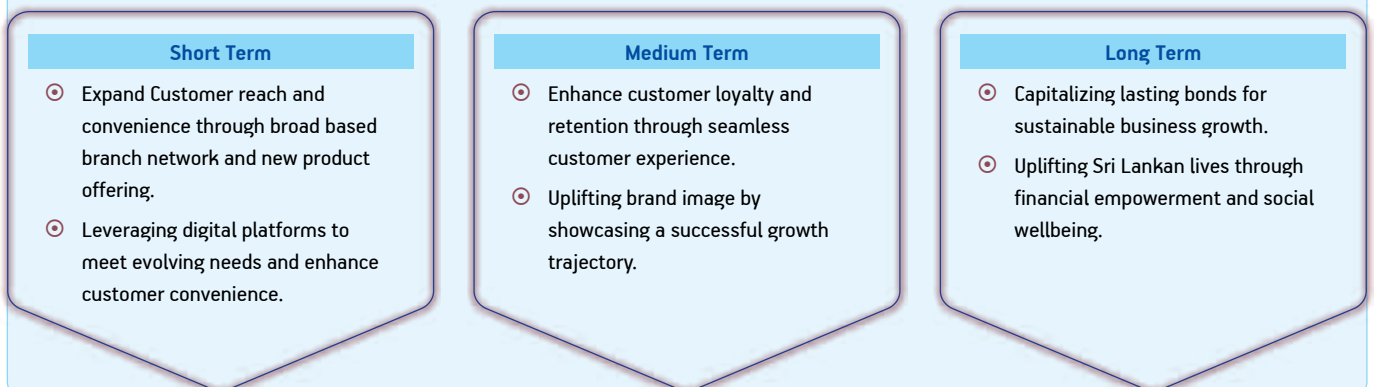 Short Term
Expand Customer reach and
convenience through broad based
branch network and new product
offering.
Leveraging digital platforms to
meet evolving needs and enhance
customer convenience.
Medium Term
Enhance customer loyalty and
retention through seamless
customer experience.
Uplifting brand image by
showcasing a successful growth
trajectory.
Long Term
Capitalizing lasting bonds for
sustainable business growth.
Uplifting Sri Lankan lives through
financial empowerment and social
wellbeing.